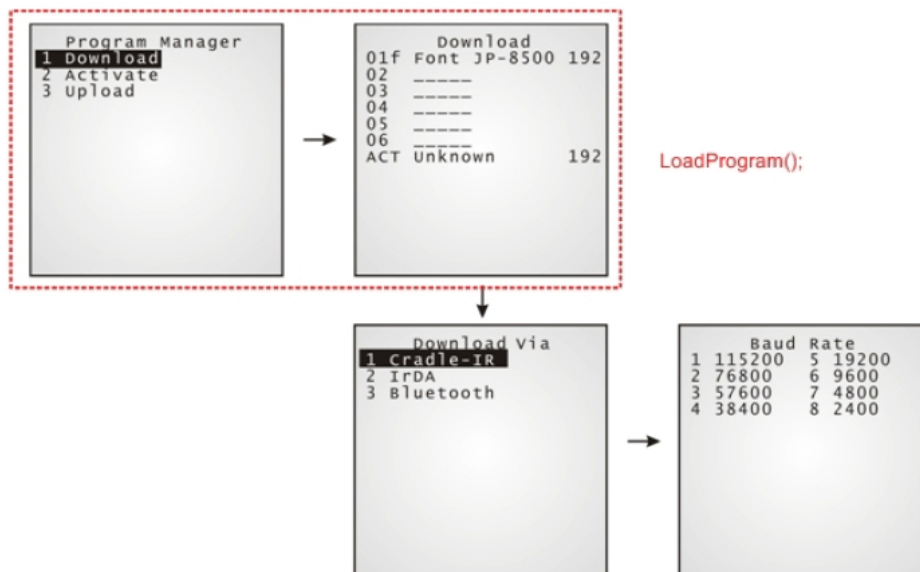 Program Manager
1 Download
2 Activate
3 Upload
Download
01f Font JP-8500 192
02 _____
03 _____
04 _____
05 _____
06 _____
ACT Unknown 192
LoadProgram();
Download Via
1 Cradle-IR
2 IrDA
3 Bluetooth
Baud Rate
1 115200 5 19200
2 76800 6 9600
3 57600 7 4800
4 38400 8 2400